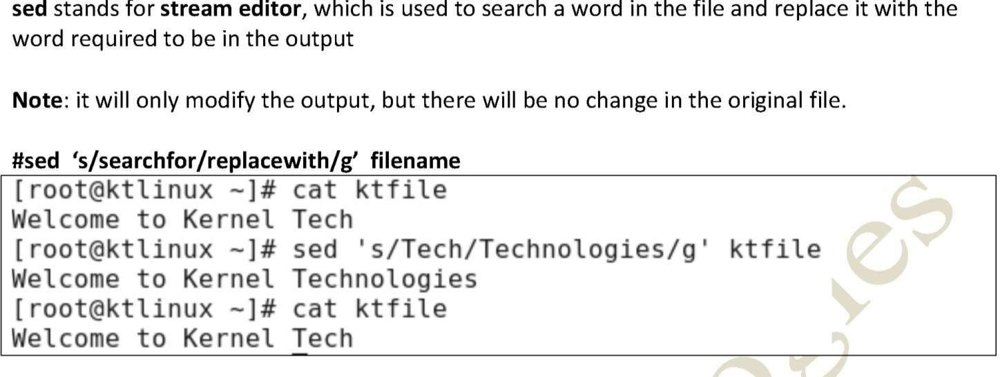 sed stands for stream editor, which is used to search a word in the file and replace it with the
word required to be in the output
Note: it will only modify the output, but there will be no change in the original file.
#sed ‘s/searchfor/replacewith/g’ filename
[root@ktlinux ~]# cat ktfile
Welcome to Kernel Tech
[root@ktlinux ~]# sed 's/Tech/Technologies/g' ktfile
Welcome to Kernel Technologies
[root@ktlinux ~]# cat ktfile
Welcome to Kernel Tech